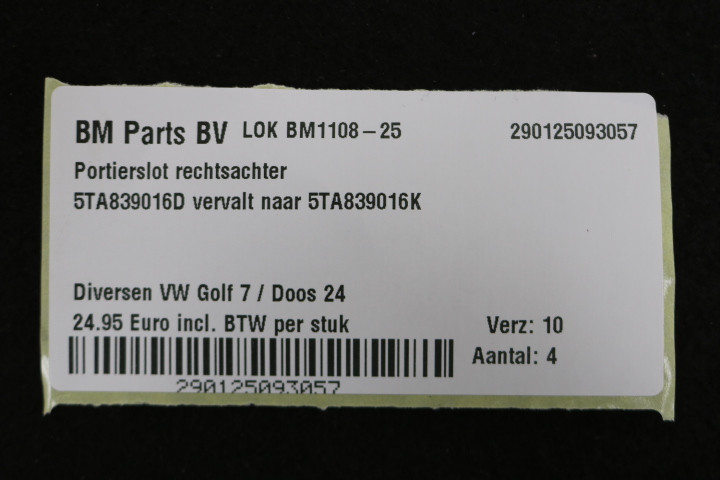 BM Parts BV LOK BM1108-25 290125093057
Portierslot rechtsachter
5TA839016D vervalt naar 5TA839016K
Diversen VW Golf 7 / Doos 24
24.95 Euro incl. BTW per stuk Verz: 10
Aantal: 4
290125093057